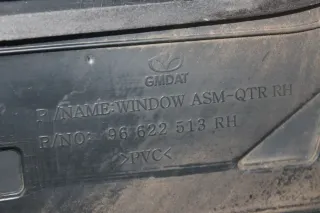 GMDAT
P/NAME:WINDOW ASM-QTR RH
P/NO: 96 622 513 RH
>PVC<